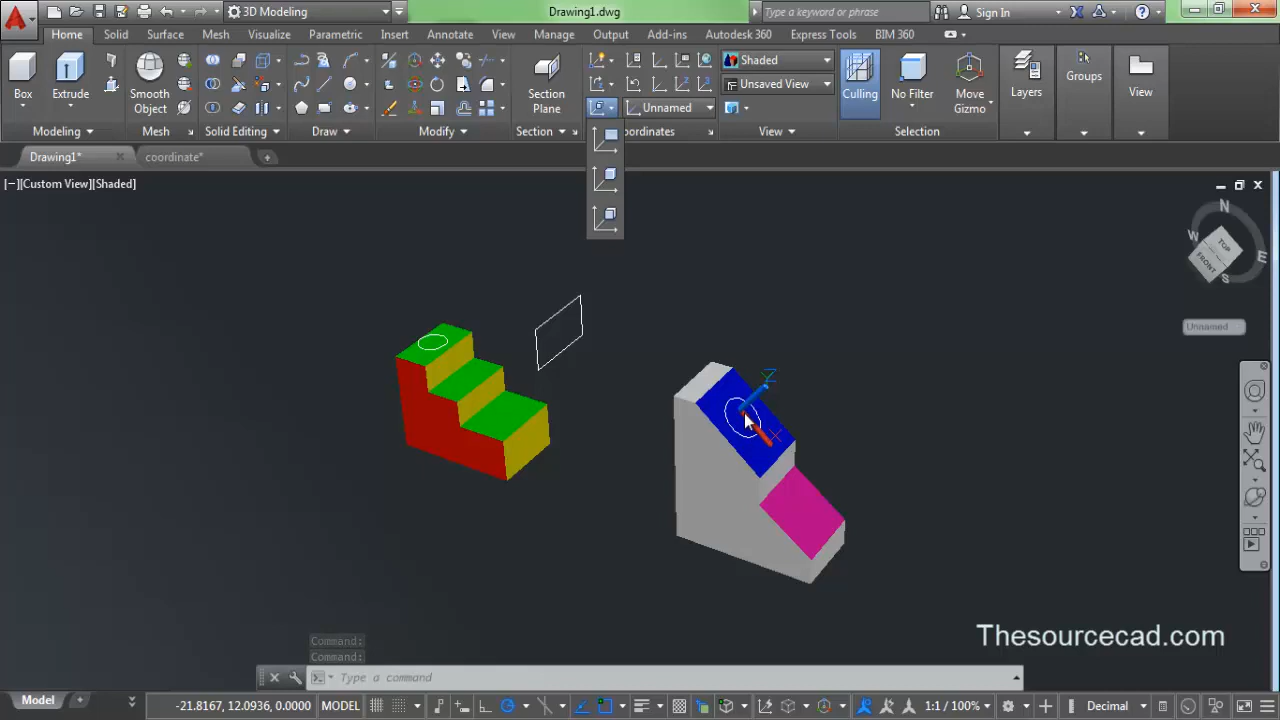 3D Modeling
Drawing1.dwg
Type a keyword or phrase
Sign In
Home Solid Surface Mesh Visualize Parametric Insert Annotate View Manage Output Add-ins Autodesk 360 Express Tools BIM 360
Box
Extrude
Smooth Object
Section Plane
Unnamed
Shaded
Unsaved View
Culling
No Filter
Move Gizmo
Layers
Groups
View
Modeling Mesh Solid Editing Draw Modify Section oordinates View Selection
Drawing1* coordinate*
[−][Custom View][Shaded]
N
W
TOP
E
FRONT
S
Unnamed
Z
X
Command:
Command:
Thesourcecad.com
Type a command
Model
-21.8167, 12.0936, 0.0000 MODEL 1:1 / 100% Decimal